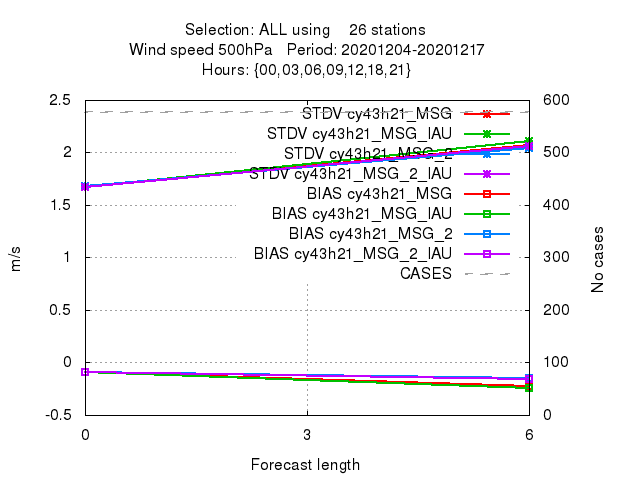 Selection: ALL using    26 stations
Wind speed 500hPa   Period: 20201204-20201217
Hours: {00,03,06,09,12,18,21}
2.5
600
STDV cy43h21_MSG
STDV cy43h21_MSG_IAU
2
500
STDV cy43h21_MSG_2
STDV cy43h21_MSG_2_IAU
1.5
400
BIAS cy43h21_MSG
BIAS cy43h21_MSG_IAU
BIAS cy43h21_MSG_2
1
300
BIAS cy43h21_MSG_2_IAU
CASES
m/s
No cases
0.5
200
0
100
-0.5
0
0
3
6
Forecast length